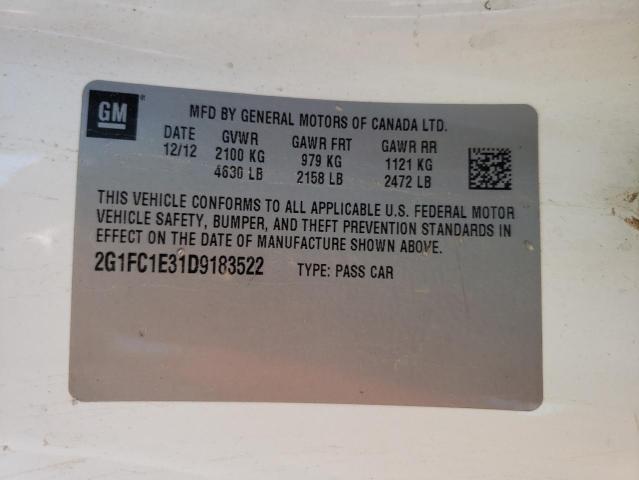 GM ®
MFD BY GENERAL MOTORS OF CANADA LTD.
DATE GVWR GAWR FRT GAWR RR
12/12 2100 KG 979 KG 1121 KG
4630 LB 2158 LB 2472 LB
THIS VEHICLE CONFORMS TO ALL APPLICABLE U.S. FEDERAL MOTOR
VEHICLE SAFETY, BUMPER, AND THEFT PREVENTION STANDARDS IN
EFFECT ON THE DATE OF MANUFACTURE SHOWN ABOVE.
2G1FC1E31D9183522 TYPE: PASS CAR